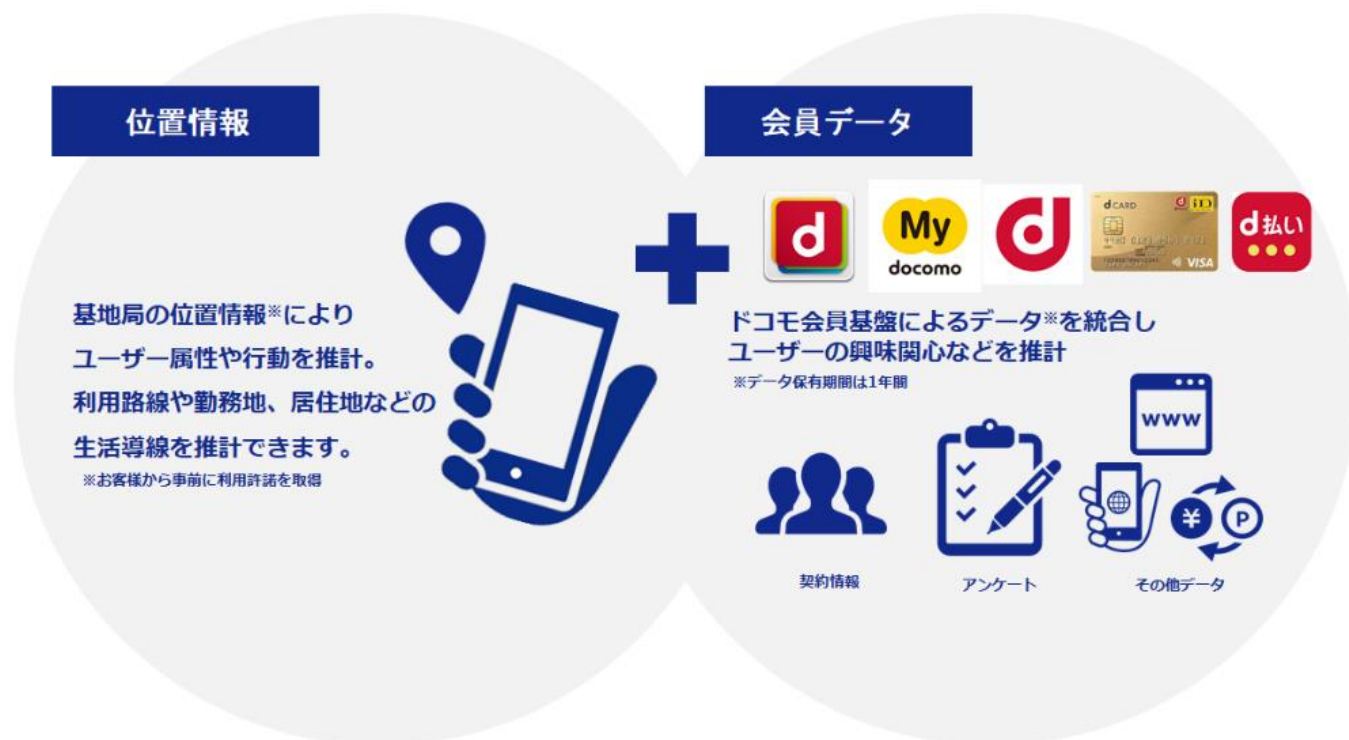 位置情報
基地局の位置情報※により
ユーザー属性や行動を推計。
利用路線や勤務地、居住地などの
生活導線を推計できます。
※お客様から事前に利用許諾を取得
会員データ
d
My
docomo
d
d CARD
iD
VISA
d払い
ドコモ会員基盤によるデータ※を統合し
ユーザーの興味関心などを推計
※データ保有期間は1年間
www
¥
P
契約情報
アンケート
その他データ